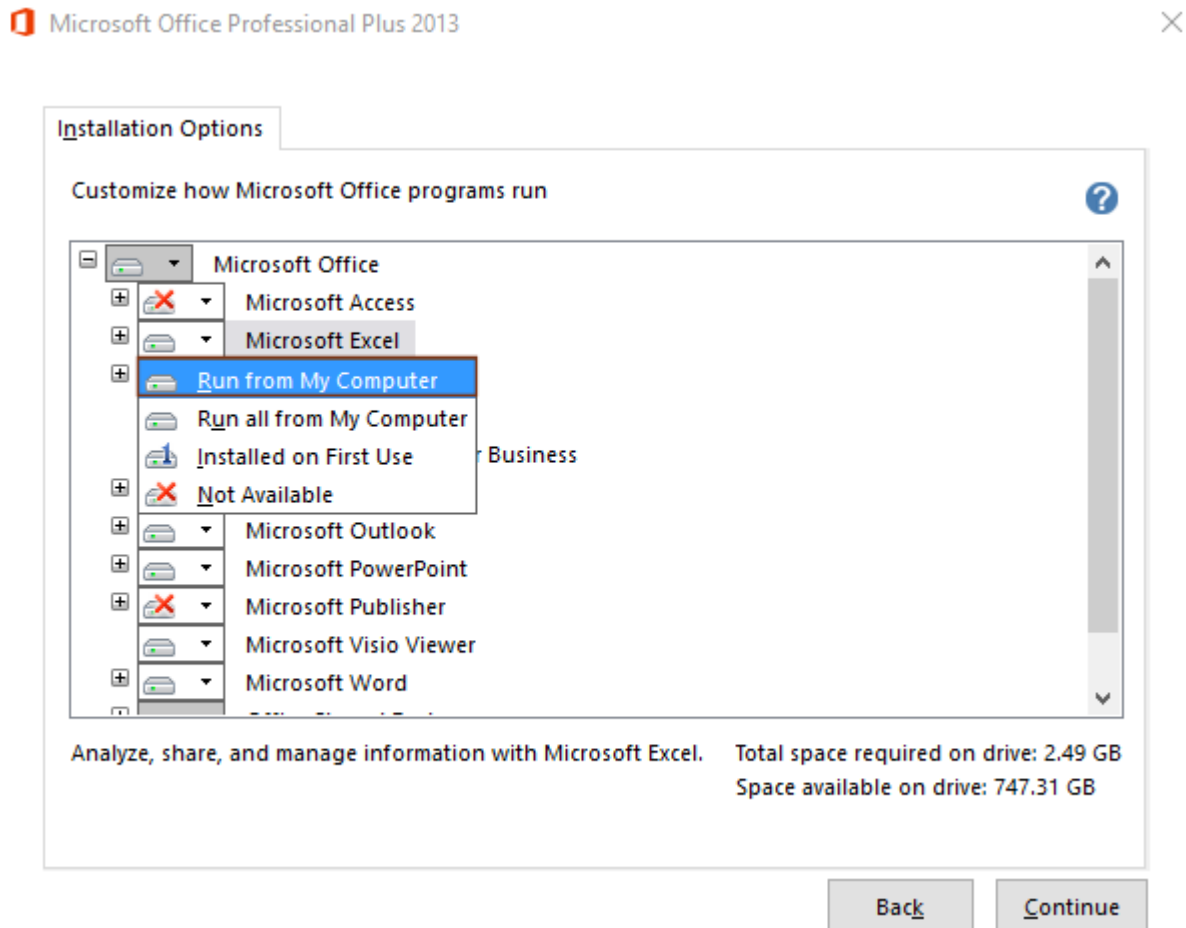 Microsoft Office Professional Plus 2013
Installation Options
Customize how Microsoft Office programs run
Microsoft Office
Microsoft Access
Microsoft Excel
Run from My Computer
Run all from My Computer
Installed on First Use
Business
Not Available
Microsoft Outlook
Microsoft PowerPoint
Microsoft Publisher
Microsoft Visio Viewer
Microsoft Word
Analyze, share, and manage information with Microsoft Excel.
Total space required on drive: 2.49 GB
Space available on drive: 747.31 GB
Back
Continue